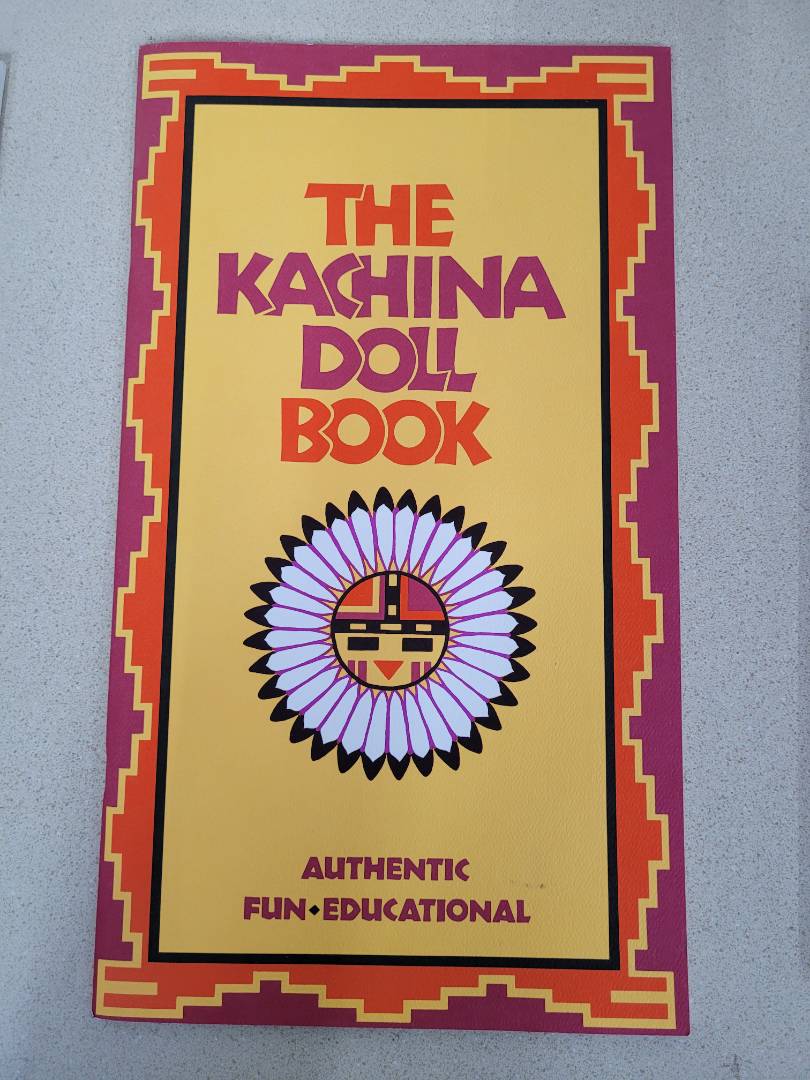 THE
KACHINA
DOLL
BOOK
AUTHENTIC
FUN◆EDUCATIONAL